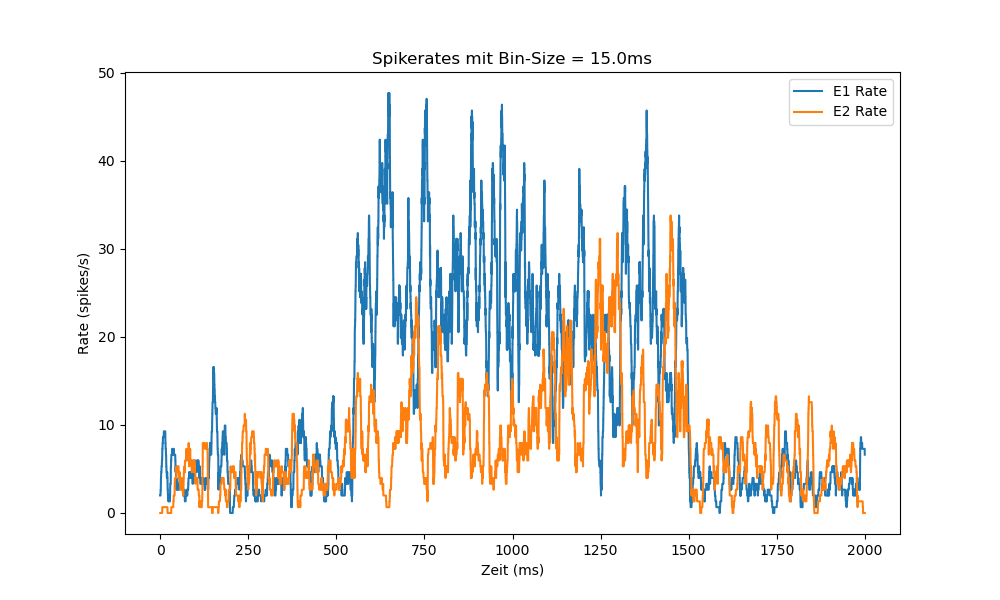 Spikerates mit Bin-Size = 15.0ms
50
40
30
20
10
0
Rate (spikes/s)
E1 Rate
E2 Rate
0 250 500 750 1000 1250 1500 1750 2000
Zeit (ms)